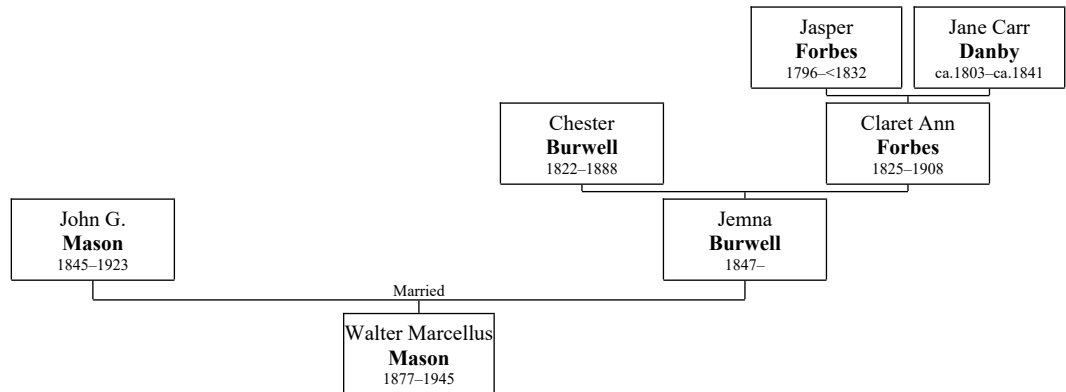 Jasper
Forbes
1796–<1832
Jane Carr
Danby
ca.1803–ca.1841
Chester
Burwell
1822–1888
Claret Ann
Forbes
1825–1908
John G.
Mason
1845–1923
Jemna
Burwell
1847–
Married
Walter Marcellus
Mason
1877–1945